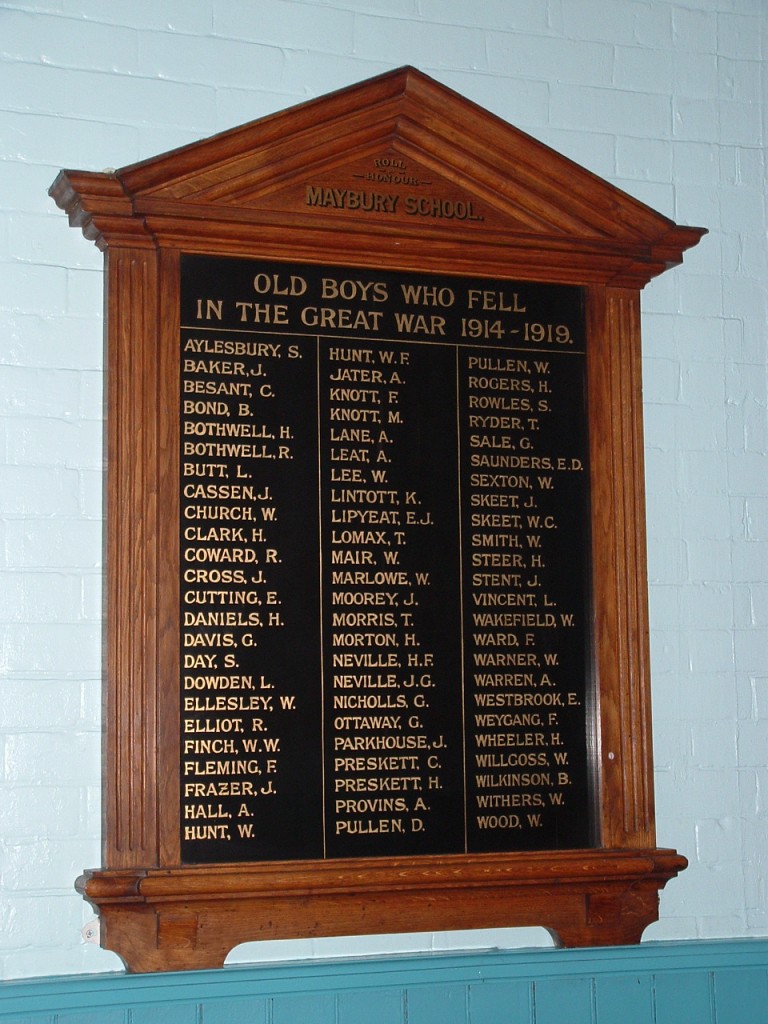 ROLL
OF
HONOUR
MAYBURY SCHOOL.
OLD BOYS WHO FELL
IN THE GREAT WAR 1914-1919.
AYLESBURY, S.
BAKER, J.
BESANT, C.
BOND, B.
BOTHWELL, H.
BOTHWELL, R.
BUTT, L.
CASSEN, J.
CHURCH, W.
CLARK, H.
COWARD, R.
CROSS, J.
CUTTING, E.
DANIELS, H.
DAVIS, G.
DAY, S.
DOWDEN, L.
ELLESLEY, W.
ELLIOT, R.
FINCH, W.W.
FLEMING, F.
FRAZER, J.
HALL, A.
HUNT, W.
HUNT, W.F.
JATER, A.
KNOTT, F.
KNOTT, M.
LANE, A.
LEAT, A.
LEE, W.
LINTOTT, K.
LIPYEAT, E.J.
LOMAX, T.
MAIR, W.
MARLOWE, W.
MOOREY, J.
MORRIS, T.
MORTON, H.
NEVILLE, H.F.
NEVILLE, J.G.
NICHOLLS, G.
OTTAWAY, G.
PARKHOUSE, J.
PRESKETT, C.
PRESKETT, H.
PROVINS, A.
PULLEN, D.
PULLEN, W.
ROGERS, H.
ROWLES, S.
RYDER, T.
SALE, G.
SAUNDERS, E.D.
SEXTON, W.
SKEET, J.
SKEET, W.C.
SMITH, W.
STEER, H.
STENT, J.
VINCENT, L.
WAKEFIELD, W.
WARD, F.
WARNER, W.
WARREN, A.
WESTBROOK, E.
WEYGANG, F.
WHEELER, H.
WILLGOSS, W.
WILKINSON, B.
WITHERS, W.
WOOD, W.